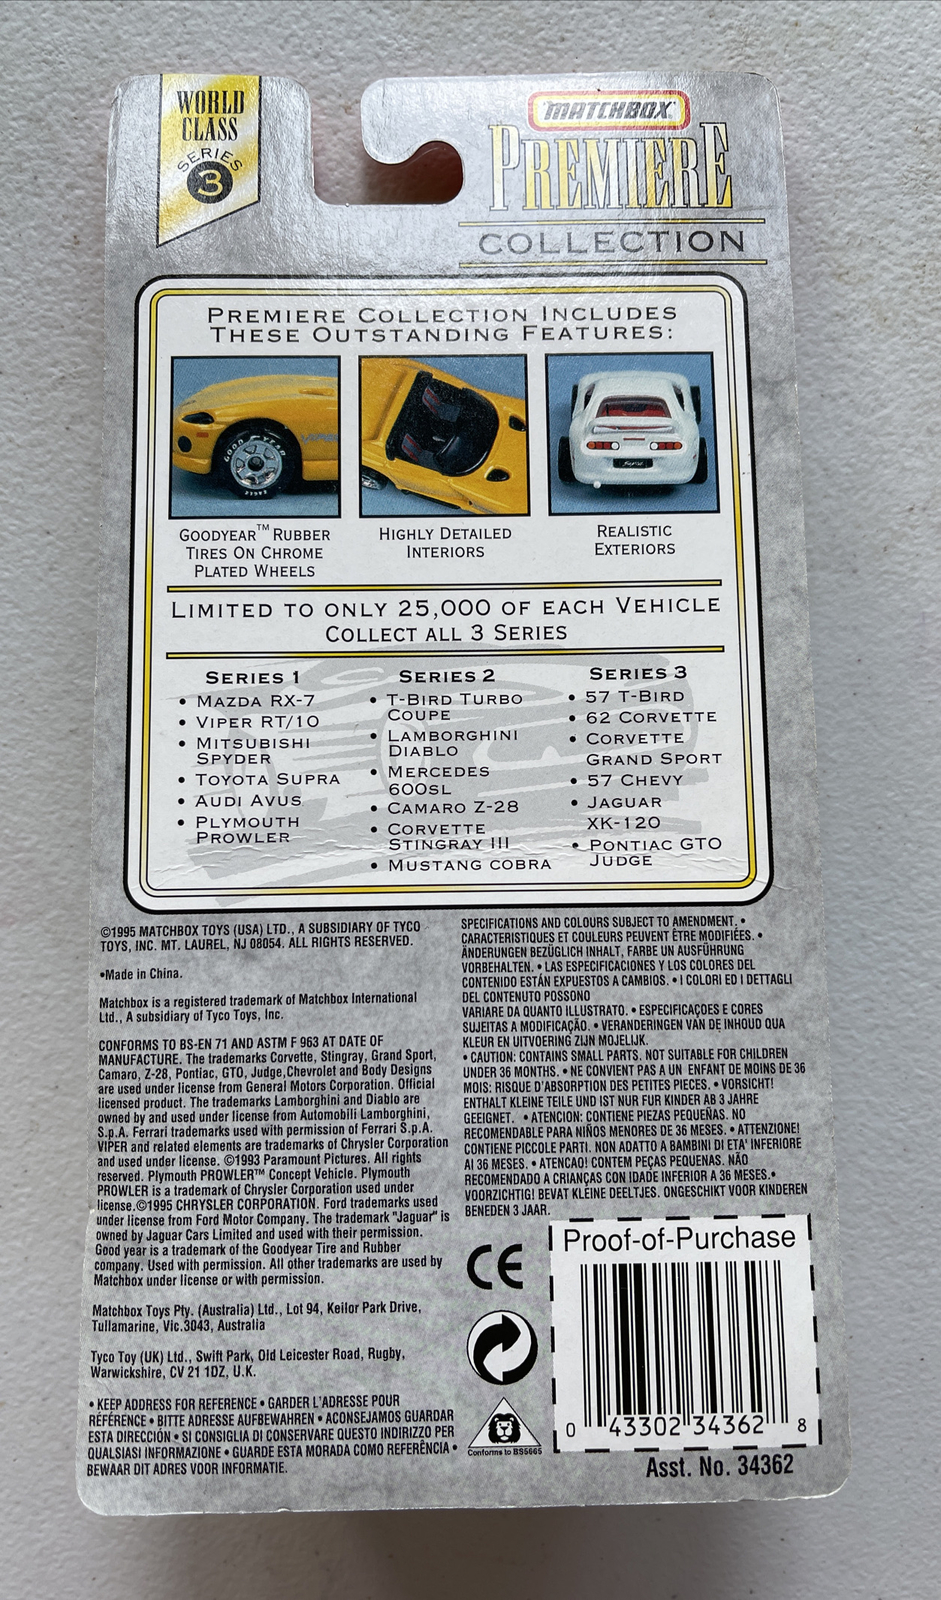 WORLD
CLASS
SERIES
3
MATCHBOX
PREMIERE
COLLECTION
PREMIERE COLLECTION INCLUDES
THESE OUTSTANDING FEATURES:
GOODYEAR™ RUBBER
TIRES ON CHROME
PLATED WHEELS
HIGHLY DETAILED
INTERIORS
REALISTIC
EXTERIORS
LIMITED TO ONLY 25,000 OF EACH VEHICLE
COLLECT ALL 3 SERIES
SERIES 1
• MAZDA RX-7
• VIPER RT/10
• MITSUBISHI
SPYDER
• TOYOTA SUPRA
• AUDI AVUS
• PLYMOUTH
PROWLER
SERIES 2
• T-BIRD TURBO
COUPE
• LAMBORGHINI
DIABLO
• MERCEDES
600SL
• CAMARO Z-28
• CORVETTE
STINGRAY III
• MUSTANG COBRA
SERIES 3
• 57 T-BIRD
• 62 CORVETTE
• CORVETTE
GRAND SPORT
• 57 CHEVY
• JAGUAR
XK-120
• PONTIAC GTO
JUDGE
©1995 MATCHBOX TOYS (USA) LTD., A SUBSIDIARY OF TYCO
TOYS, INC. MT. LAUREL, NJ 08054. ALL RIGHTS RESERVED.
•Made in China.
Matchbox is a registered trademark of Matchbox International
Ltd., A subsidiary of Tyco Toys, Inc.
CONFORMS TO BS-EN 71 AND ASTM F 963 AT DATE OF
MANUFACTURE. The trademarks Corvette, Stingray, Grand Sport,
Camaro, Z-28, Pontiac, GTO, Judge,Chevrolet and Body Designs
are used under license from General Motors Corporation. Official
licensed product. The trademarks Lamborghini and Diablo are
owned by and used under license from Automobili Lamborghini,
S.p.A. Ferrari trademarks used with permission of Ferrari S.p.A.
VIPER and related elements are trademarks of Chrysler Corporation
and used under license. ©1993 Paramount Pictures. All rights
reserved. Plymouth PROWLER™ Concept Vehicle. Plymouth
PROWLER is a trademark of Chrysler Corporation used under
license.©1995 CHRYSLER CORPORATION. Ford trademarks used
under license from Ford Motor Company. The trademark "Jaguar" is
owned by Jaguar Cars Limited and used with their permission.
Good year is a trademark of the Goodyear Tire and Rubber
company. Used with permission. All other trademarks are used by
Matchbox under license or with permission.
Matchbox Toys Pty. (Australia) Ltd., Lot 94, Keilor Park Drive,
Tullamarine, Vic.3043, Australia
Tyco Toy (UK) Ltd., Swift Park, Old Leicester Road, Rugby,
Warwickshire, CV 21 1DZ, U.K.
• KEEP ADDRESS FOR REFERENCE • GARDER L'ADRESSE POUR
RÉFÉRENCE • BITTE ADRESSE AUFBEWAHREN • ACONSEJAMOS GUARDAR
ESTA DIRECCIÓN • SI CONSIGLIA DI CONSERVARE QUESTO INDIRIZZO PER
QUALSIASI INFORMAZIONE • GUARDE ESTA MORADA COMO REFERÊNCIA •
BEWAAR DIT ADRES VOOR INFORMATIE.
SPECIFICATIONS AND COLOURS SUBJECT TO AMENDMENT. •
CARACTERISTIQUES ET COULEURS PEUVENT ÊTRE MODIFIÉES. •
ÄNDERUNGEN BEZÜGLICH INHALT, FARBE UN AUSFÜHRUNG
VORBEHALTEN. • LAS ESPECIFICACIONES Y LOS COLORES DEL
CONTENIDO ESTÁN EXPUESTOS A CAMBIOS. • I COLORI ED I DETTAGLI
DEL CONTENUTO POSSONO
VARIARE DA QUANTO ILLUSTRATO. • ESPECIFICAÇOES E CORES
SUJEITAS A MODIFICAÇÃO. • VERANDERINGEN VAN DE INHOUD QUA
KLEUR EN UITVOERING ZIJN MOJELIJK.
• CAUTION: CONTAINS SMALL PARTS. NOT SUITABLE FOR CHILDREN
UNDER 36 MONTHS. • NE CONVIENT PAS A UN ENFANT DE MOINS DE 36
MOIS: RISQUE D'ABSORPTION DES PETITES PIECES. • VORSICHT!
ENTHALT KLEINE TEILE UND IST NUR FUR KINDER AB 3 JAHRE
GEEIGNET. • ATENCION: CONTIENE PIEZAS PEQUEÑAS. NO
RECOMENDABLE PARA NIÑOS MENORES DE 36 MESES. • ATTENZIONE!
CONTIENE PICCOLE PARTI. NON ADATTO A BAMBINI DI ETA' INFERIORE
AI 36 MESES. • ATENCAO! CONTEM PEÇAS PEQUENAS. NÃO
RECOMENDADO A CRIANÇAS CON IDADE INFERIOR A 36 MESES.•
VOORZICHTIG! BEVAT KLEINE DEELTJES. ONGESCHIKT VOOR KINDEREN
BENEDEN 3 JAAR.
CE
Conforms to BS5665
Proof-of-Purchase
0 43302 34362 8
Asst. No. 34362